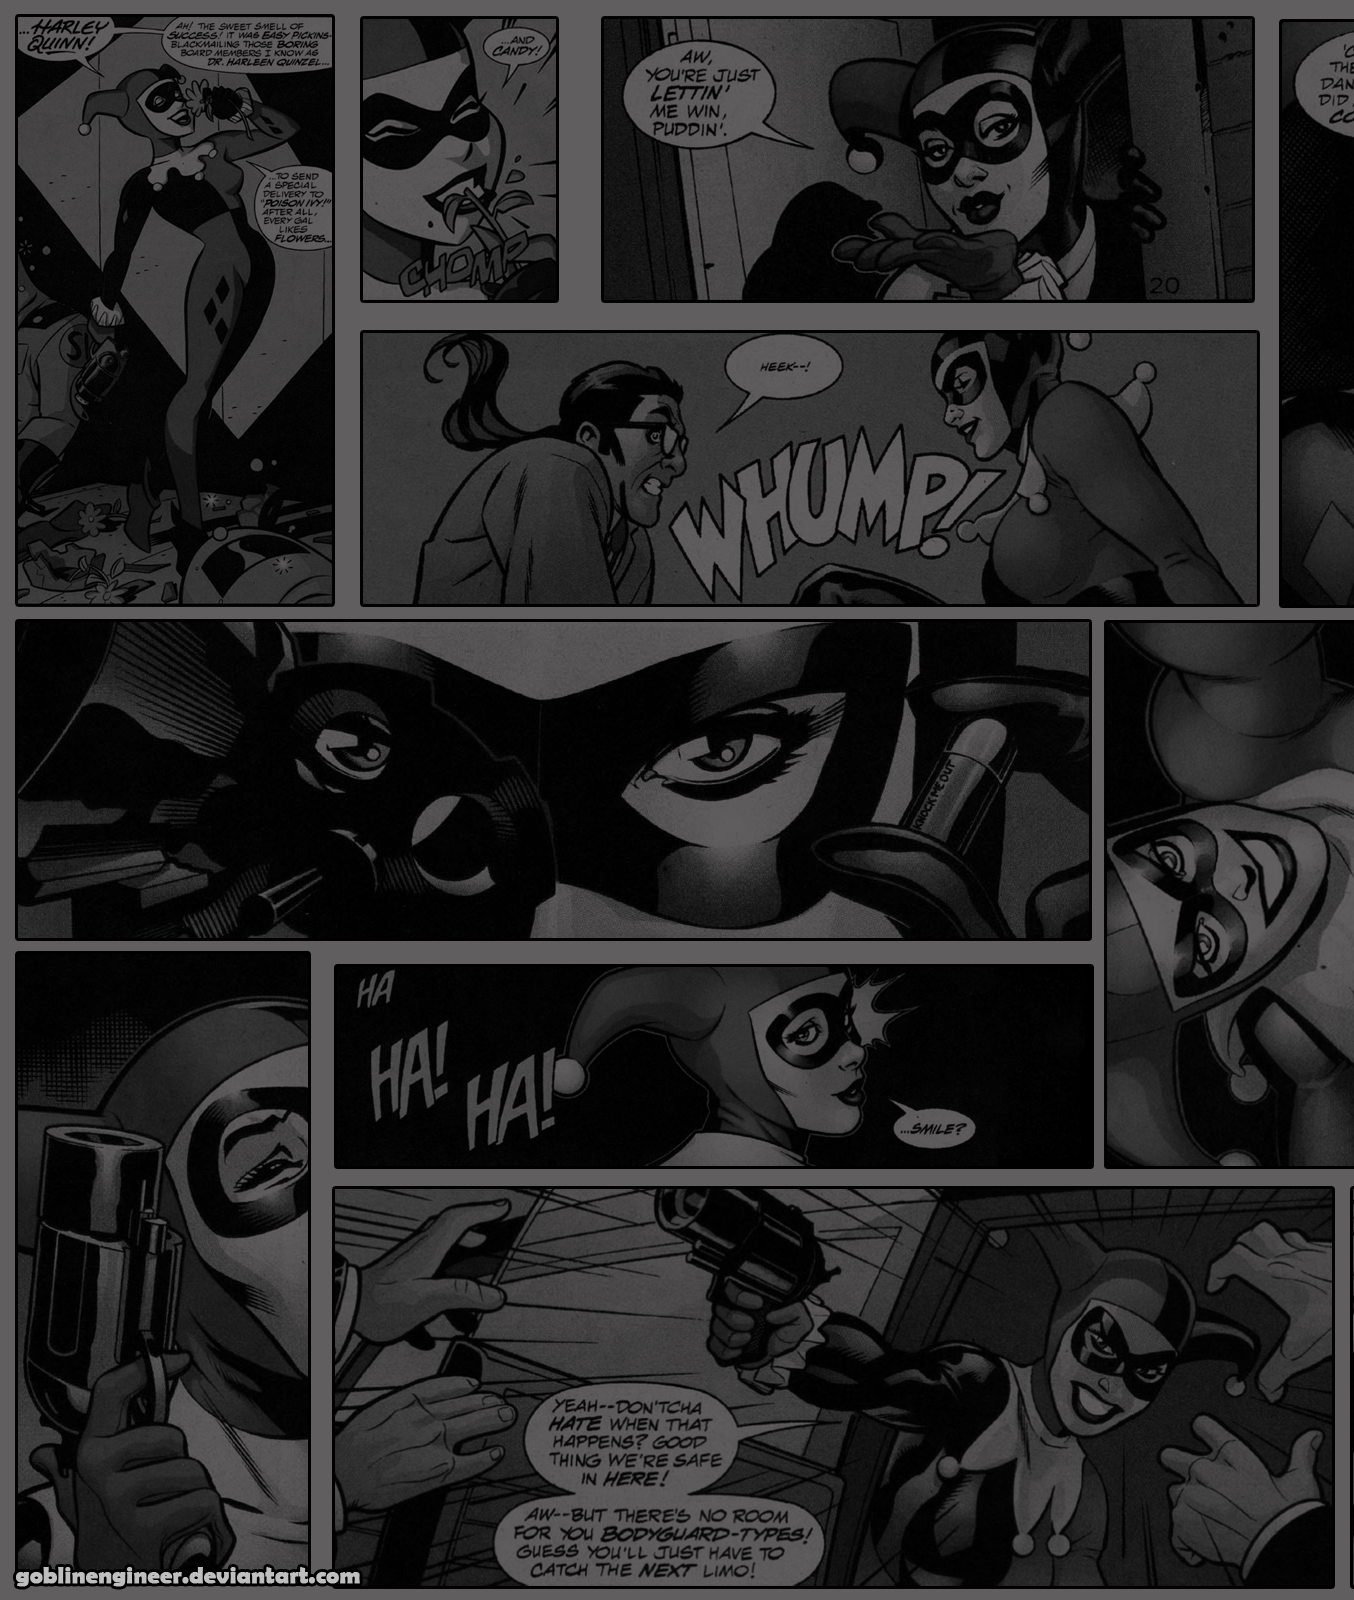 ...HARLEY
QUINN!
AH! THE SWEET SMELL OF
SUCCESS! IT WAS EASY PICKINS
BLACKMAILING THOSE BORING
BOARD MEMBERS I KNOW AS
DR. HARLEEN QUINZEL...
...TO SEND
A SPECIAL
DELIVERY TO
"POISON IVY!"
AFTER ALL,
EVERY GAL
LIKES
FLOWERS...
S
...AND
CANDY!
CHOMP
AW,
YOU'RE JUST
LETTIN'
ME WIN,
PUDDIN'.
20
THE
DAN
DID
CO
HEEK--!
WHUMP!
KNOCK ME OUT
HA
HA!
HA!
...SMILE?
YEAH--DON'TCHA
HATE WHEN THAT
HAPPENS? GOOD
THING WE'RE SAFE
IN HERE!
AW--BUT THERE'S NO ROOM
FOR YOU BODYGUARD-TYPES!
GUESS YOU'LL JUST HAVE TO
CATCH THE NEXT LIMO!
goblinengineer.deviantart.com